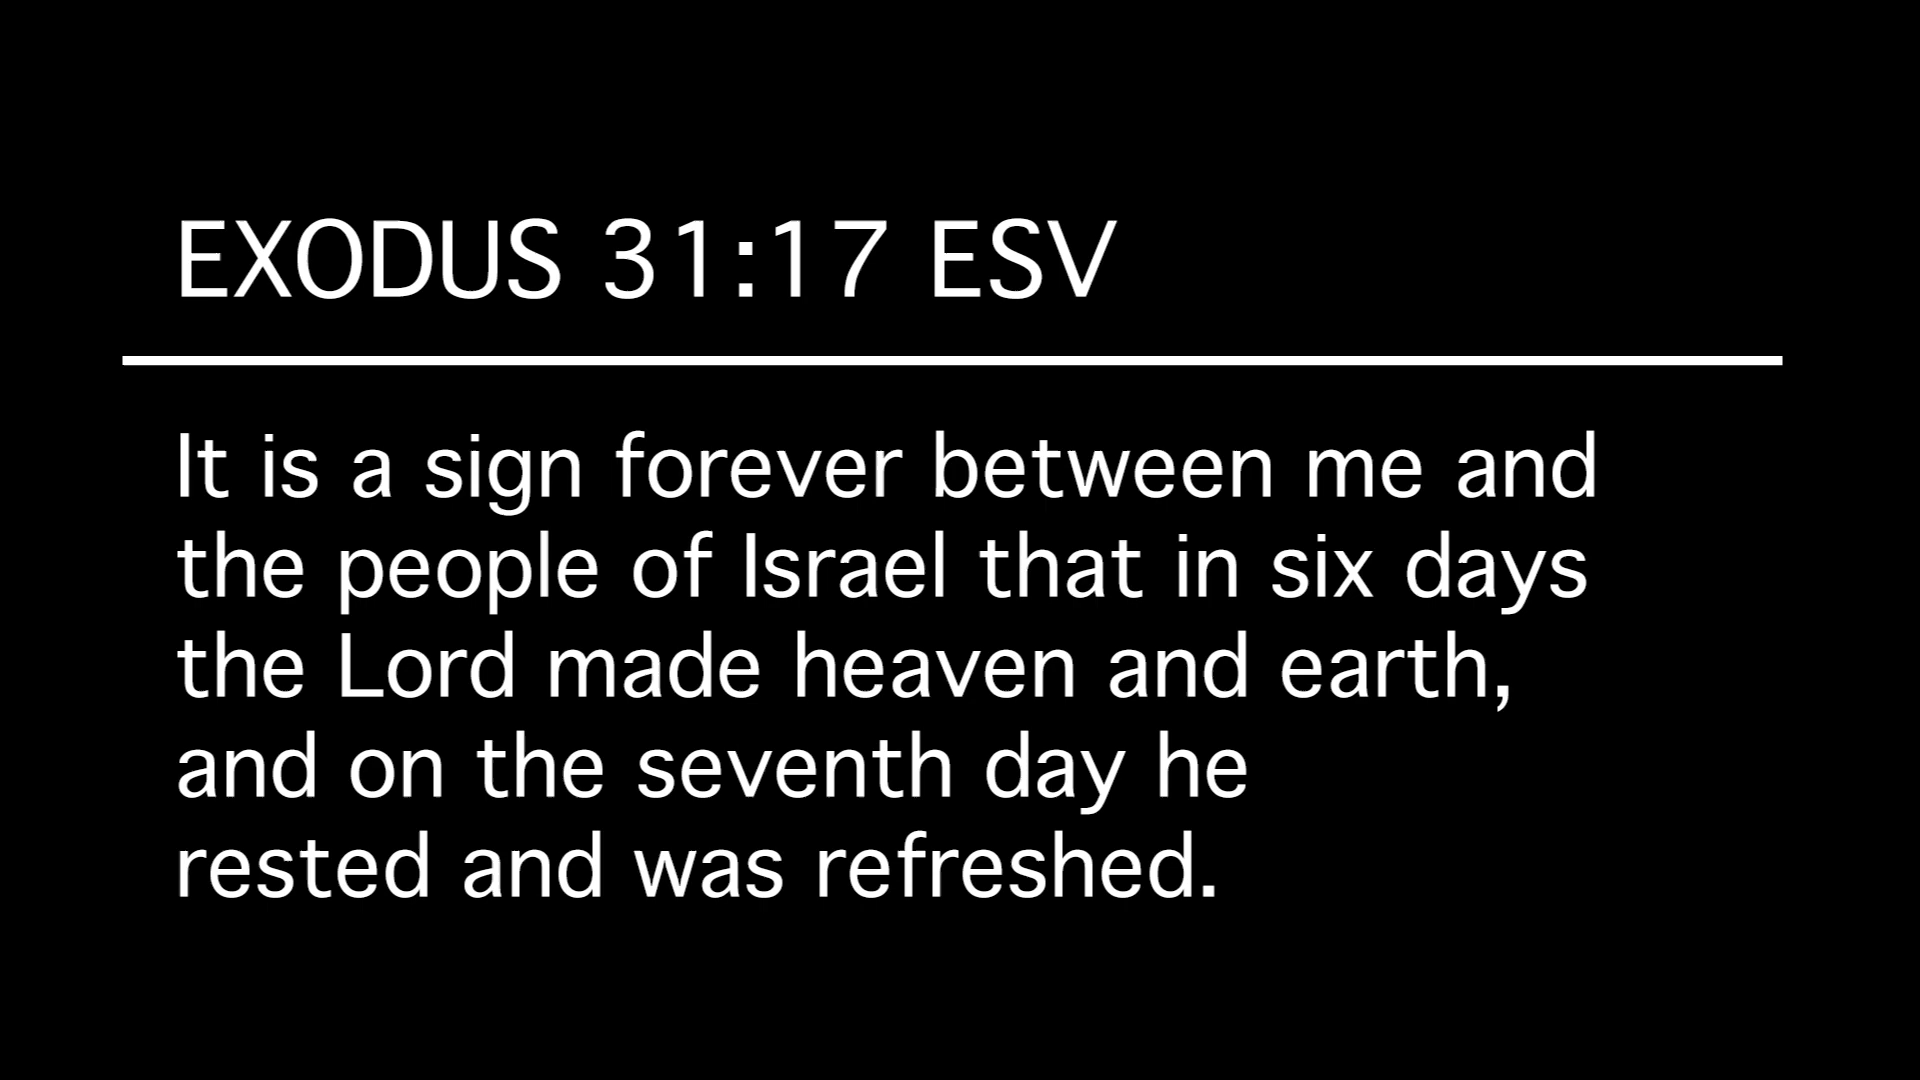 EXODUS 31:17 ESV
It is a sign forever between me and
the people of Israel that in six days
the Lord made heaven and earth,
and on the seventh day he
rested and was refreshed.